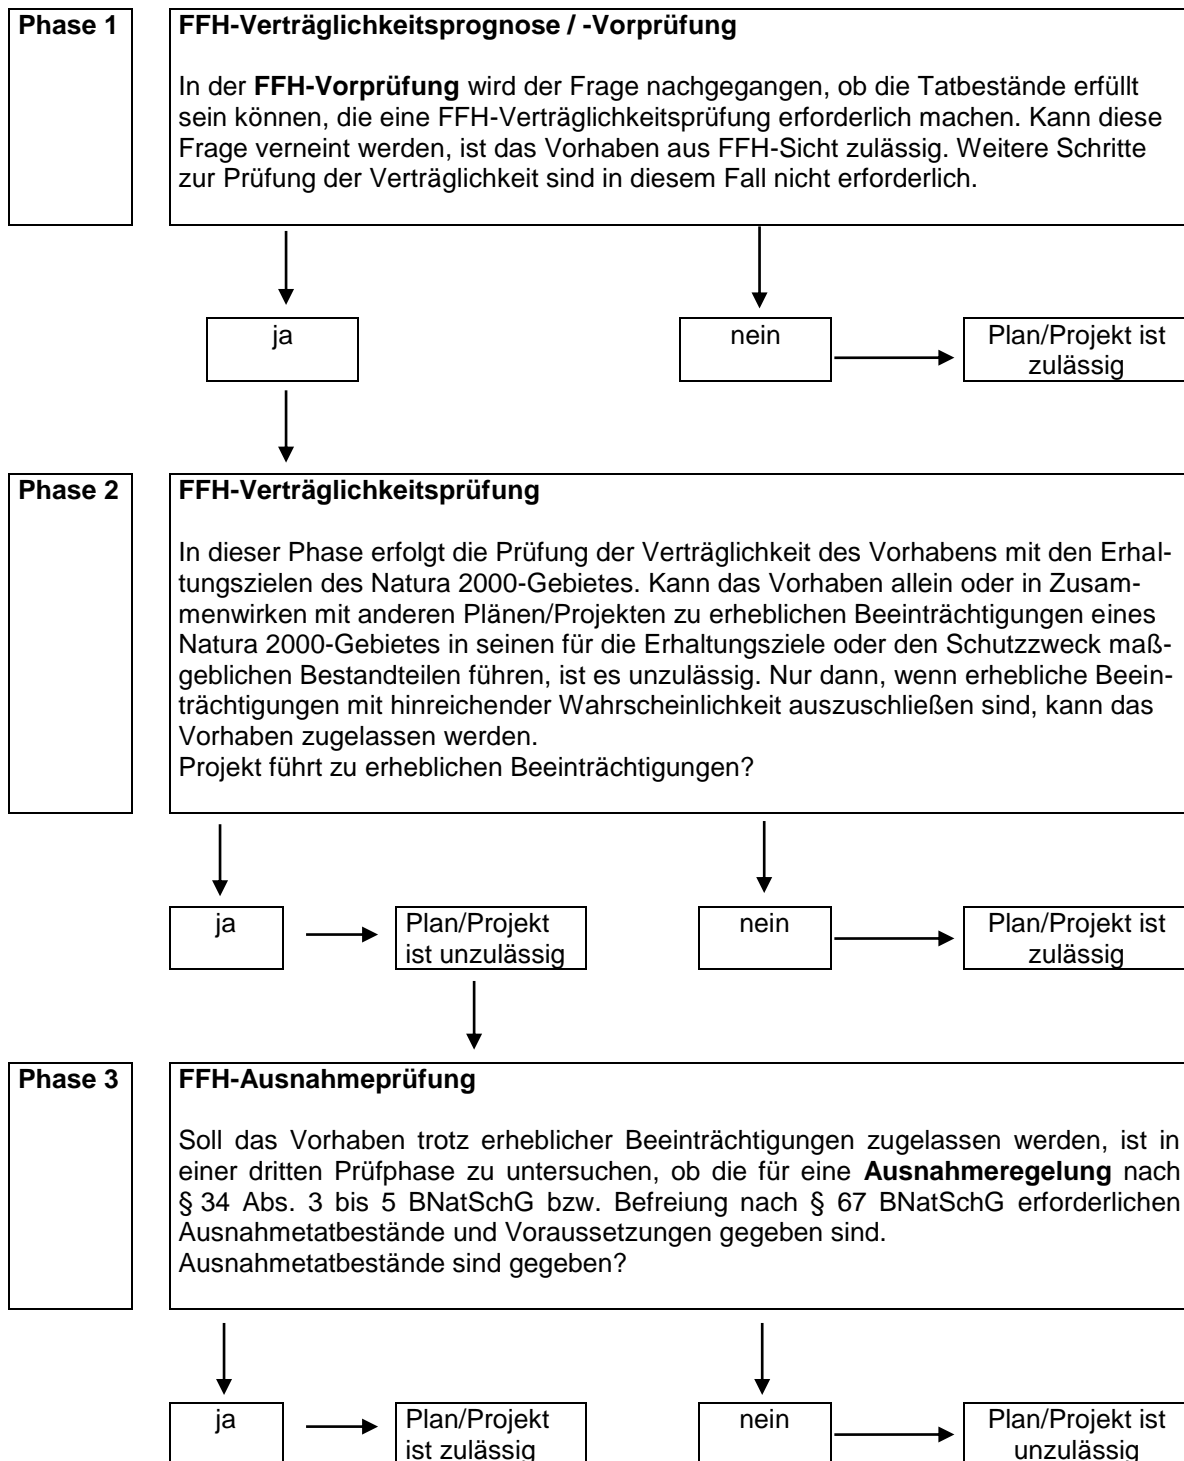 Phase 1
FFH-Verträglichkeitsprognose / -Vorprüfung
In der FFH-Vorprüfung wird der Frage nachgegangen, ob die Tatbestände erfüllt
sein können, die eine FFH-Verträglichkeitsprüfung erforderlich machen. Kann diese
Frage verneint werden, ist das Vorhaben aus FFH-Sicht zulässig. Weitere Schritte
zur Prüfung der Verträglichkeit sind in diesem Fall nicht erforderlich.
ja
nein
Plan/Projekt ist
zulässig
Phase 2
FFH-Verträglichkeitsprüfung
In dieser Phase erfolgt die Prüfung der Verträglichkeit des Vorhabens mit den Erhal-
tungszielen des Natura 2000-Gebietes. Kann das Vorhaben allein oder in Zusam-
menwirken mit anderen Plänen/Projekten zu erheblichen Beeinträchtigungen eines
Natura 2000-Gebietes in seinen für die Erhaltungsziele oder den Schutzzweck maß-
geblichen Bestandteilen führen, ist es unzulässig. Nur dann, wenn erhebliche Beein-
trächtigungen mit hinreichender Wahrscheinlichkeit auszuschließen sind, kann das
Vorhaben zugelassen werden.
Projekt führt zu erheblichen Beeinträchtigungen?
ja
Plan/Projekt
ist unzulässig
nein
Plan/Projekt ist
zulässig
Phase 3
FFH-Ausnahmeprüfung
Soll das Vorhaben trotz erheblicher Beeinträchtigungen zugelassen werden, ist in
einer dritten Prüfphase zu untersuchen, ob die für eine Ausnahmeregelung nach
§ 34 Abs. 3 bis 5 BNatSchG bzw. Befreiung nach § 67 BNatSchG erforderlichen
Ausnahmetatbestände und Voraussetzungen gegeben sind.
Ausnahmetatbestände sind gegeben?
ja
Plan/Projekt
ist zulässig
nein
Plan/Projekt ist
unzulässig